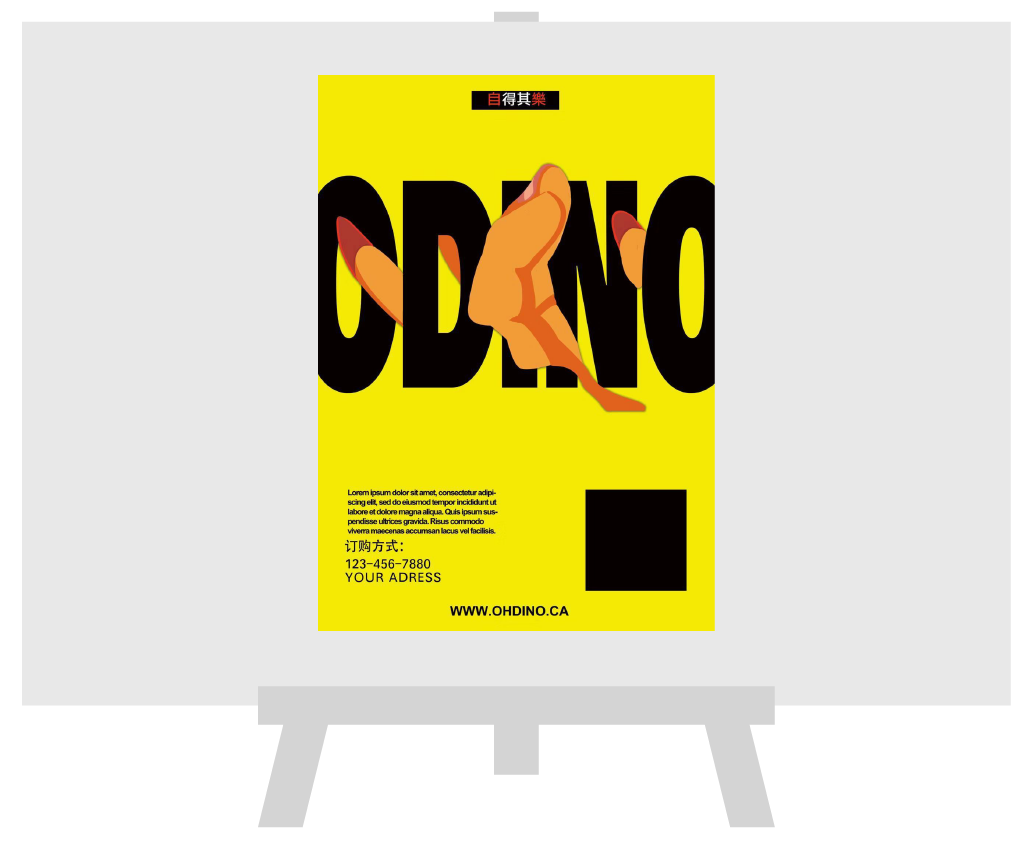 自得其樂
ODINO
Lorem ipsum dolor sit amet, consectetur adipi-
scing elit, sed do eiusmod tempor incididunt ut
labore et dolore magna aliqua. Quis ipsum sus-
pendisse ultrices gravida. Risus commodo
viverra maecenas accumsan lacus vel facilisis.
订购方式：
123-456-7880
YOUR ADRESS
WWW.OHDINO.CA